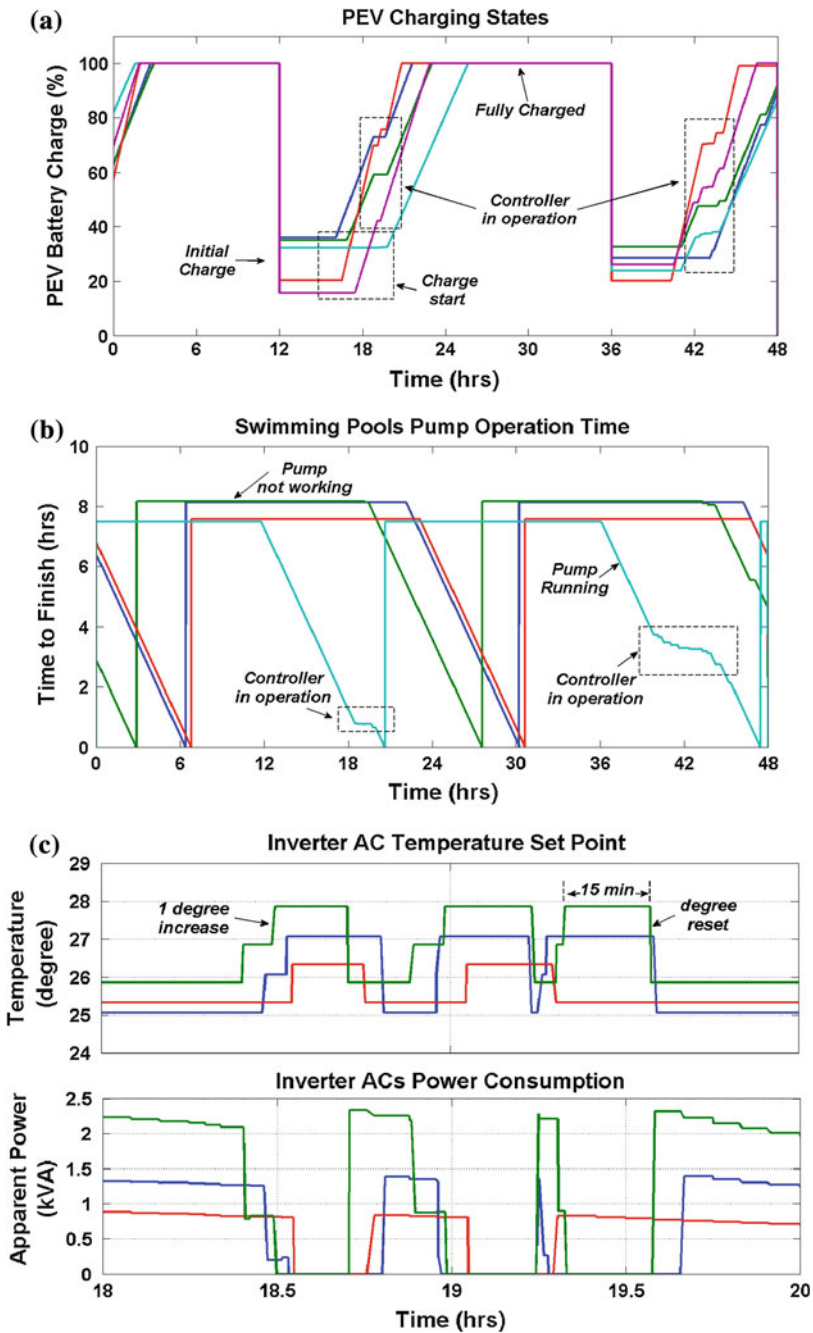 (a)
PEV Charging States
PEV Battery Charge (%)
100
80
60
40
20
0
Fully Charged
Controller
in operation
Initial
Charge
Charge
start
0 6 12 18 24 30 36 42 48
Time (hrs)
(b)
Swimming Pools Pump Operation Time
Time to Finish (hrs)
10
8
6
4
2
0
Pump
not working
Pump
Running
Controller
in operation
Controller
in operation
0 6 12 18 24 30 36 42 48
Time (hrs)
(c)
Inverter AC Temperature Set Point
Temperature
(degree)
29
28
27
26
25
24
1 degree
increase
15 min
degree
reset
Inverter ACs Power Consumption
Apparent Power
(kVA)
2.5
2
1.5
1
0.5
0
18 18.5 19 19.5 20
Time (hrs)